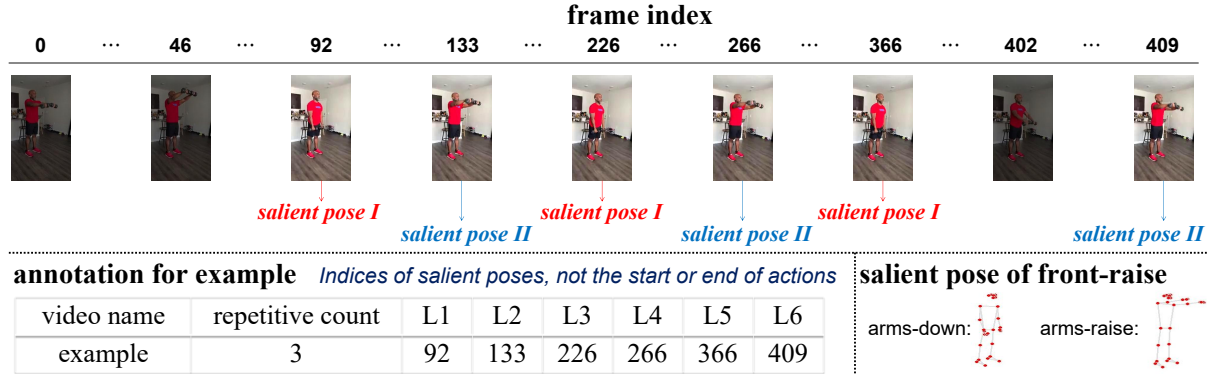 frame index
0 ... 46 ... 92 ... 133 ... 226 ... 266 ... 366 ... 402 ... 409
salient pose I salient pose I salient pose I
salient pose II salient pose II salient pose II
annotation for example Indices of salient poses, not the start or end of actions
video name repetitive count L1 L2 L3 L4 L5 L6
example 3 92 133 226 266 366 409
salient pose of front-raise
arms-down: arms-raise: